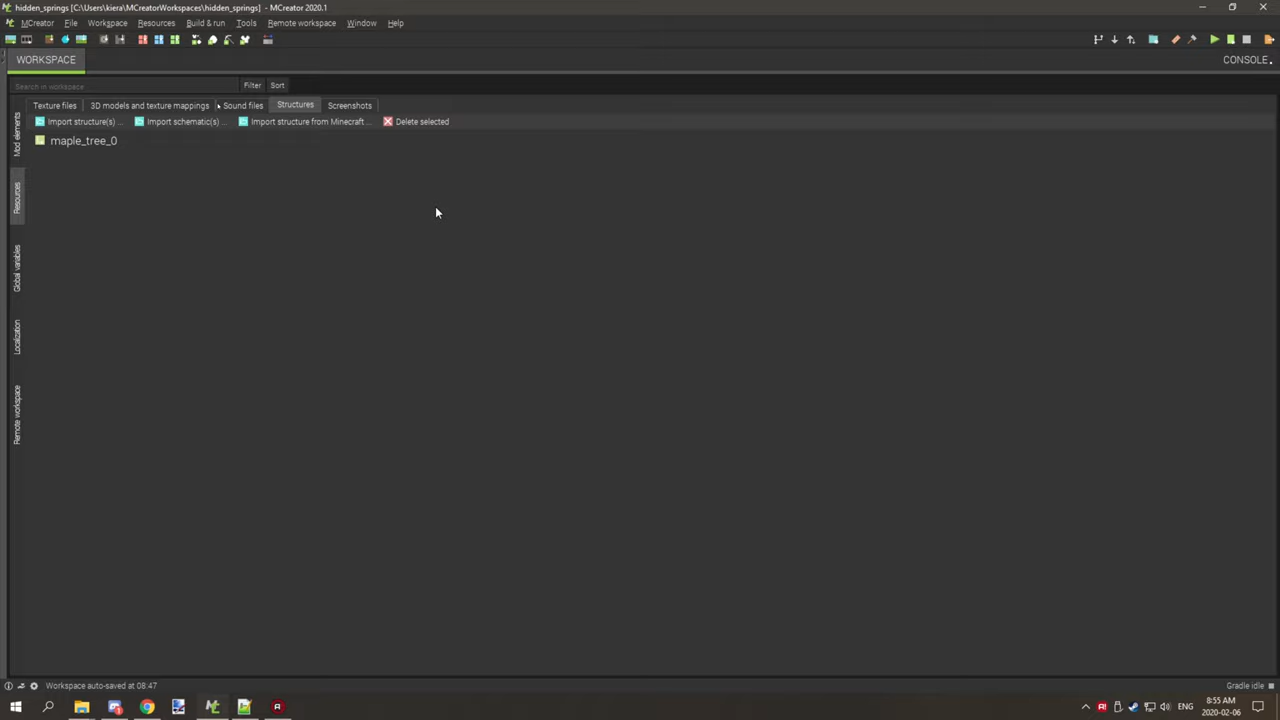 hidden_springs [C:\Users\kiera\MCreatorWorkspaces\hidden_springs] - MCreator 2020.1
MCreator File Workspace Resources Build & run Tools Remote workspace Window Help
WORKSPACE
CONSOLE
Search in workspace
Filter Sort
Texture files 3D models and texture mappings Sound files Structures Screenshots
Import structure(s) ... Import schematic(s) ... Import structure from Minecraft ... Delete selected
maple_tree_0
Mod elements
Resources
Global variables
Localization
Remote workspace
Workspace auto-saved at 08:47
Gradle idle
ENG
8:55 AM
2020-02-06